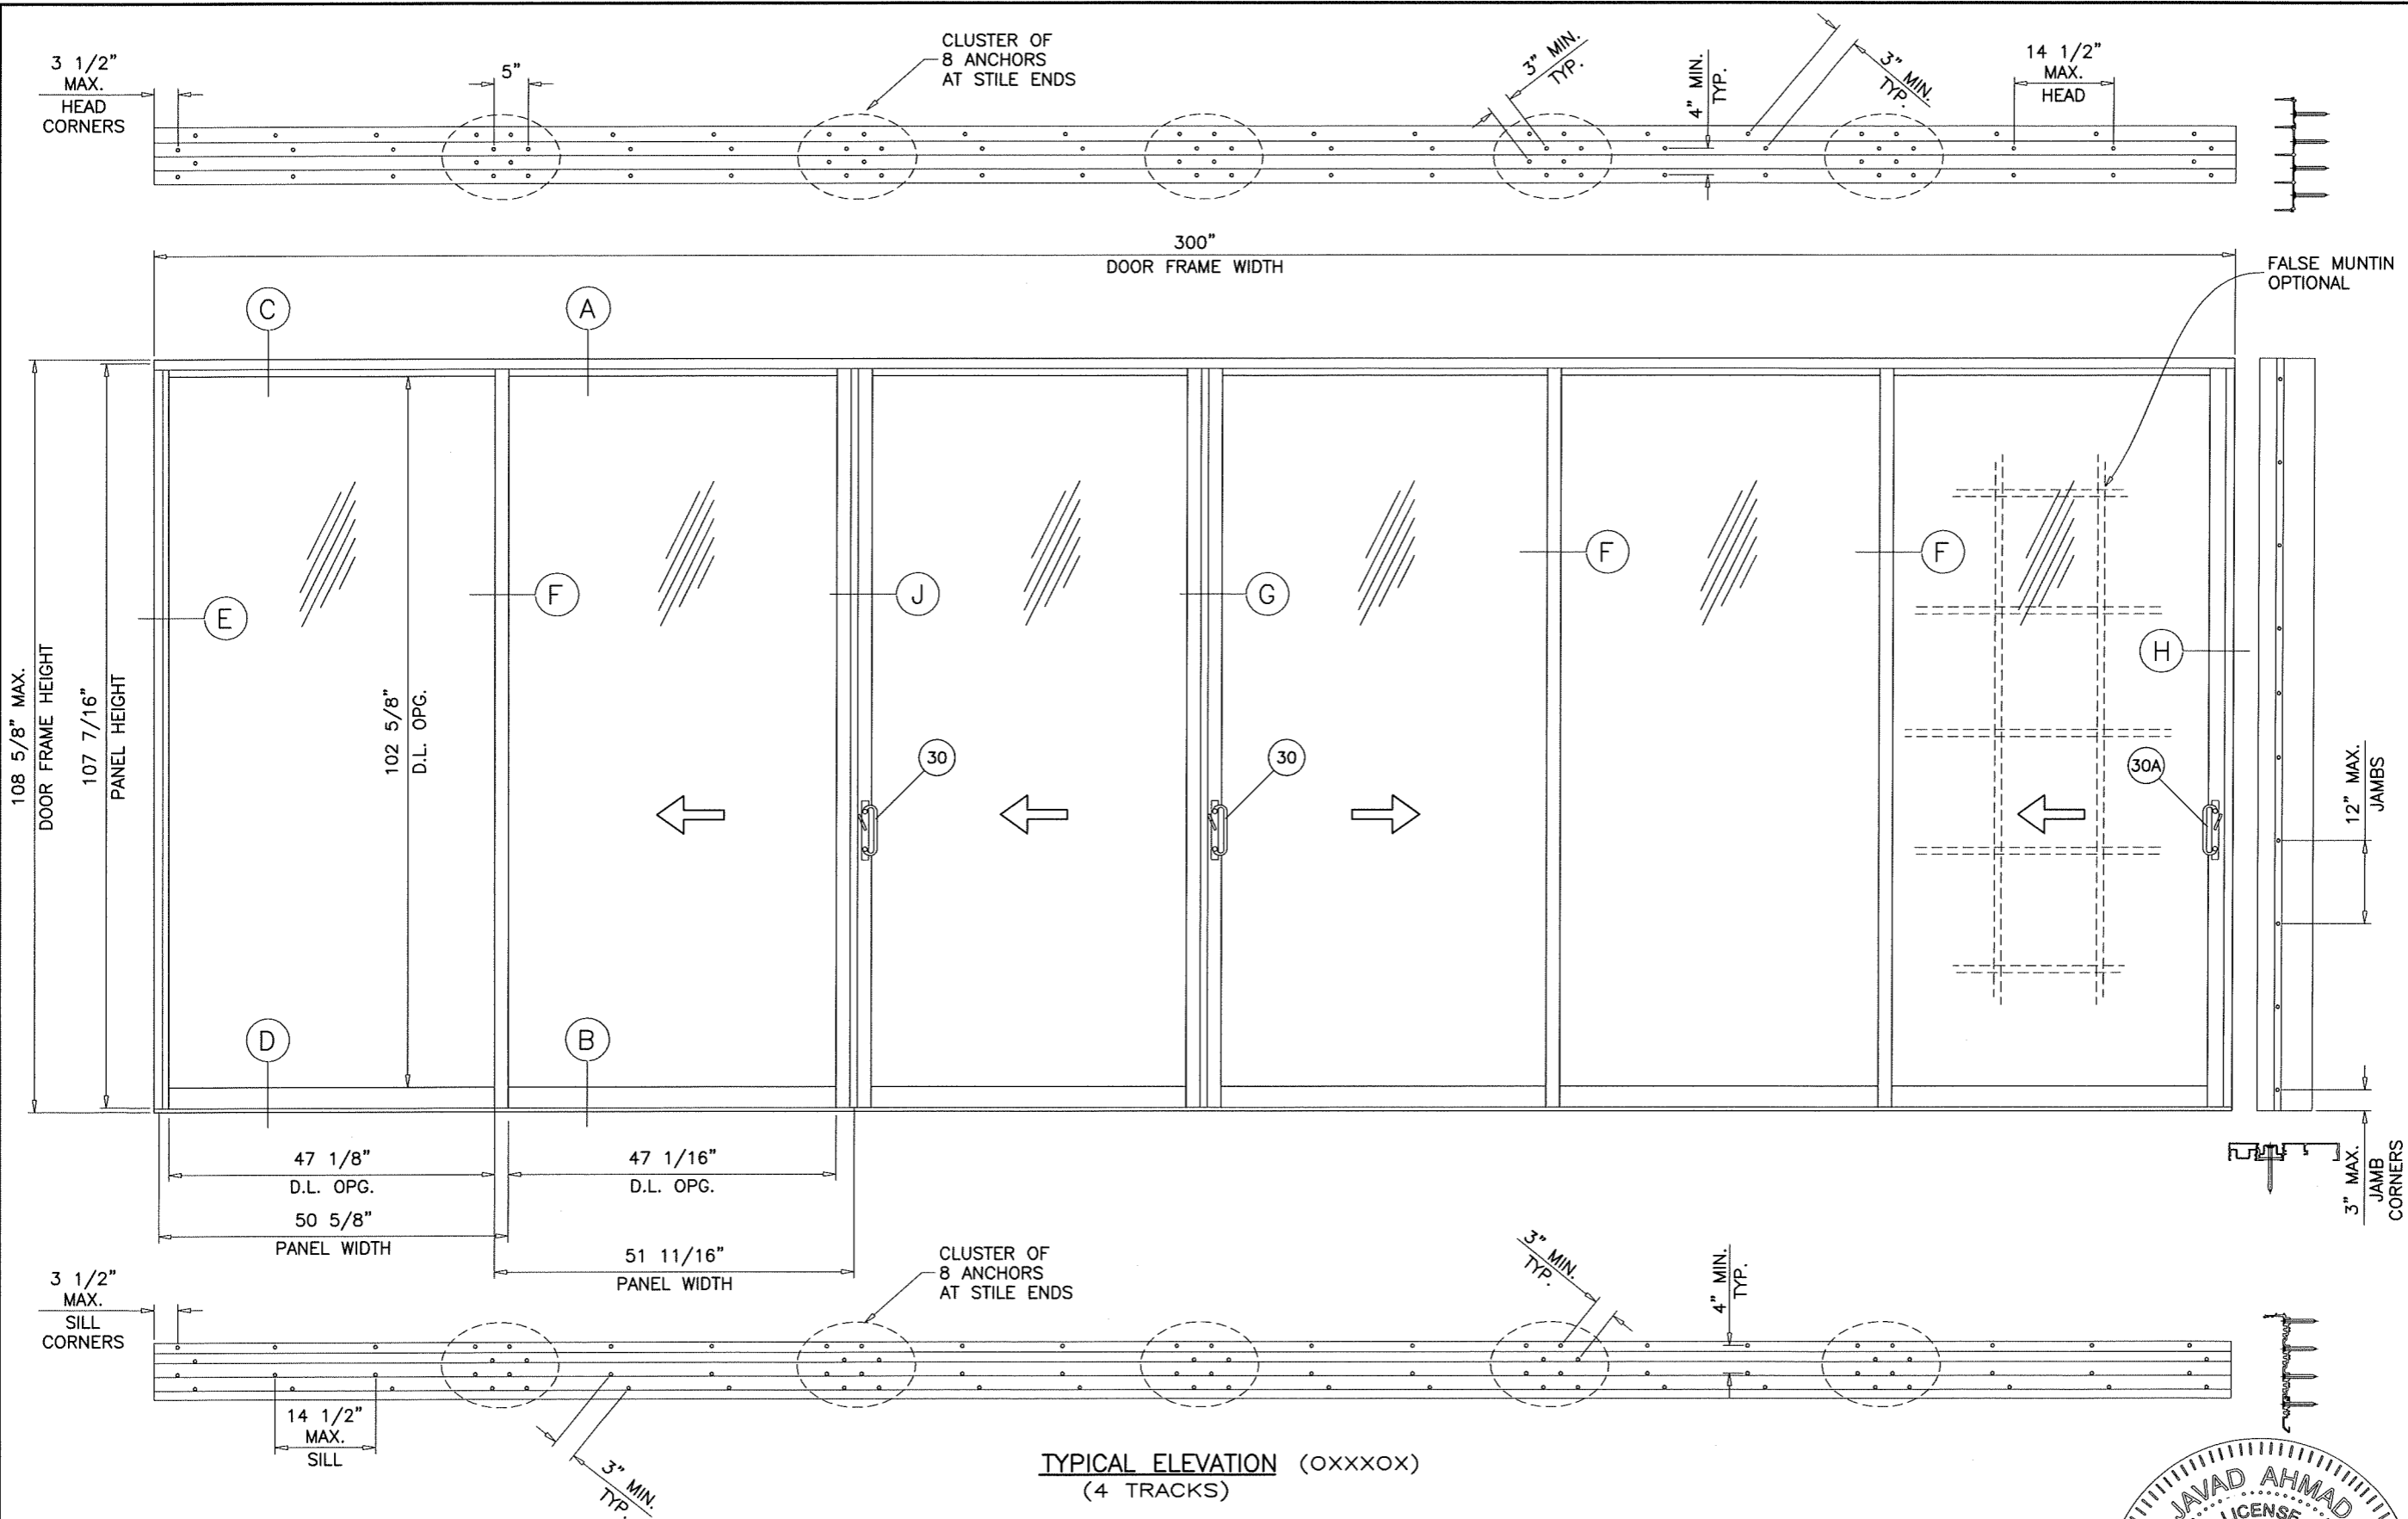 3 1/2"
MAX.
HEAD
CORNERS
5"
CLUSTER OF
8 ANCHORS
AT STILE ENDS
3" MIN.
TYP.
4" MIN.
TYP.
3" MIN.
TYP.
14 1/2"
MAX.
HEAD
300"
DOOR FRAME WIDTH
FALSE MUNTIN
OPTIONAL
C
A
108 5/8" MAX.
DOOR FRAME HEIGHT
107 7/16"
PANEL HEIGHT
102 5/8"
D.L. OPG.
E
F
J
G
F
F
H
30
30
30A
12" MAX.
JAMBS
D
B
47 1/8"
D.L. OPG.
47 1/16"
D.L. OPG.
50 5/8"
PANEL WIDTH
51 11/16"
PANEL WIDTH
3" MAX.
JAMB
CORNERS
3 1/2"
MAX.
SILL
CORNERS
CLUSTER OF
8 ANCHORS
AT STILE ENDS
3" MIN.
TYP.
4" MIN.
TYP.
14 1/2"
MAX.
SILL
3" MIN.
TYP.
TYPICAL ELEVATION (OXXXOX)
(4 TRACKS)
JAVAD AHMAD
LICENSE